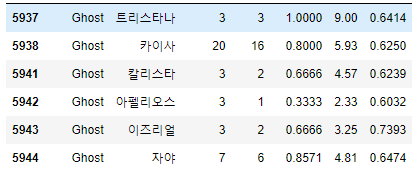 5937 Ghost 트리스타나 3 3 1.0000 9.00 0.6414
5938 Ghost 카이사 20 16 0.8000 5.93 0.6250
5941 Ghost 칼리스타 3 2 0.6666 4.57 0.6239
5942 Ghost 아펠리오스 3 1 0.3333 2.33 0.6032
5943 Ghost 이즈리얼 3 2 0.6666 3.25 0.7393
5944 Ghost 자야 7 6 0.8571 4.81 0.6474